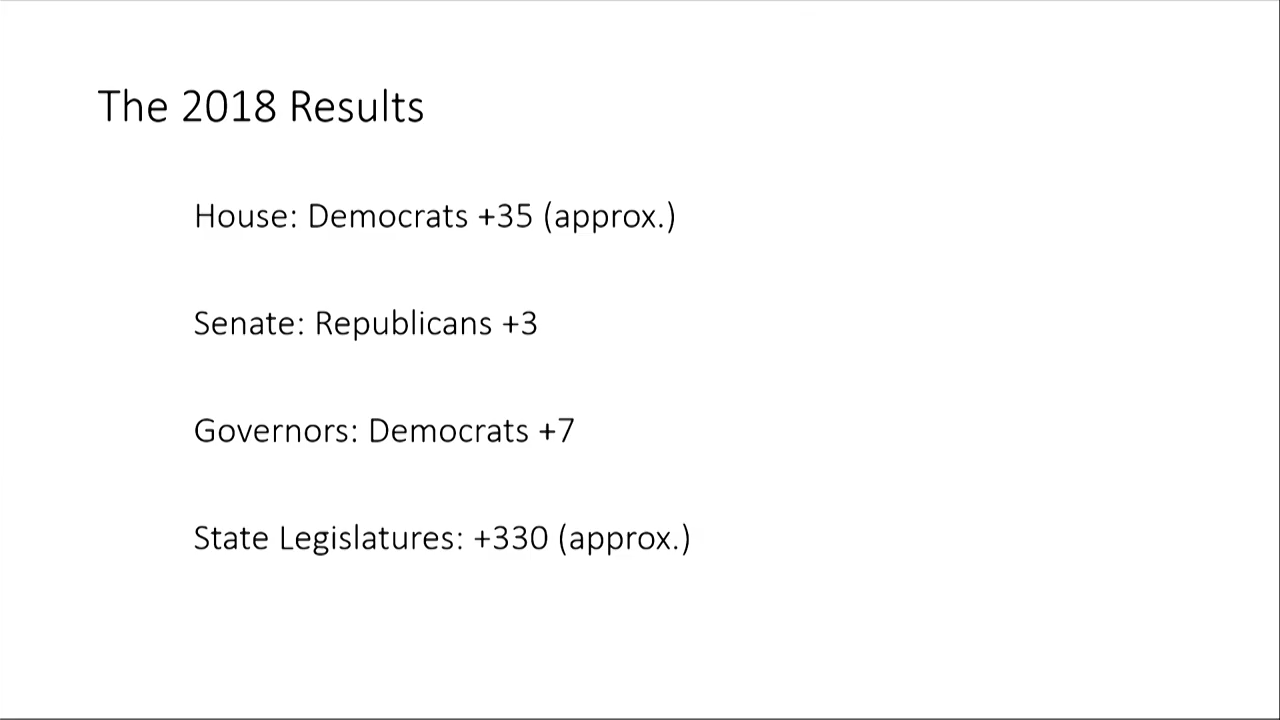 The 2018 Results
House: Democrats +35 (approx.)
Senate: Republicans +3
Governors: Democrats +7
State Legislatures: +330 (approx.)